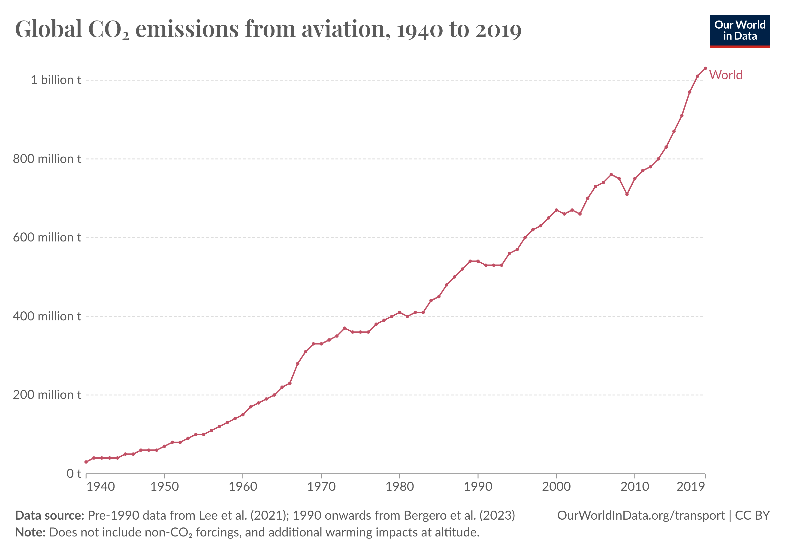 Global CO₂ emissions from aviation, 1940 to 2019
Our World
in Data
1 billion t
World
800 million t
600 million t
400 million t
200 million t
0 t
1940 1950 1960 1970 1980 1990 2000 2010 2019
Data source: Pre-1990 data from Lee et al. (2021); 1990 onwards from Bergero et al. (2023)
OurWorldinData.org/transport | CC BY
Note: Does not include non-CO₂ forcings, and additional warming impacts at altitude.